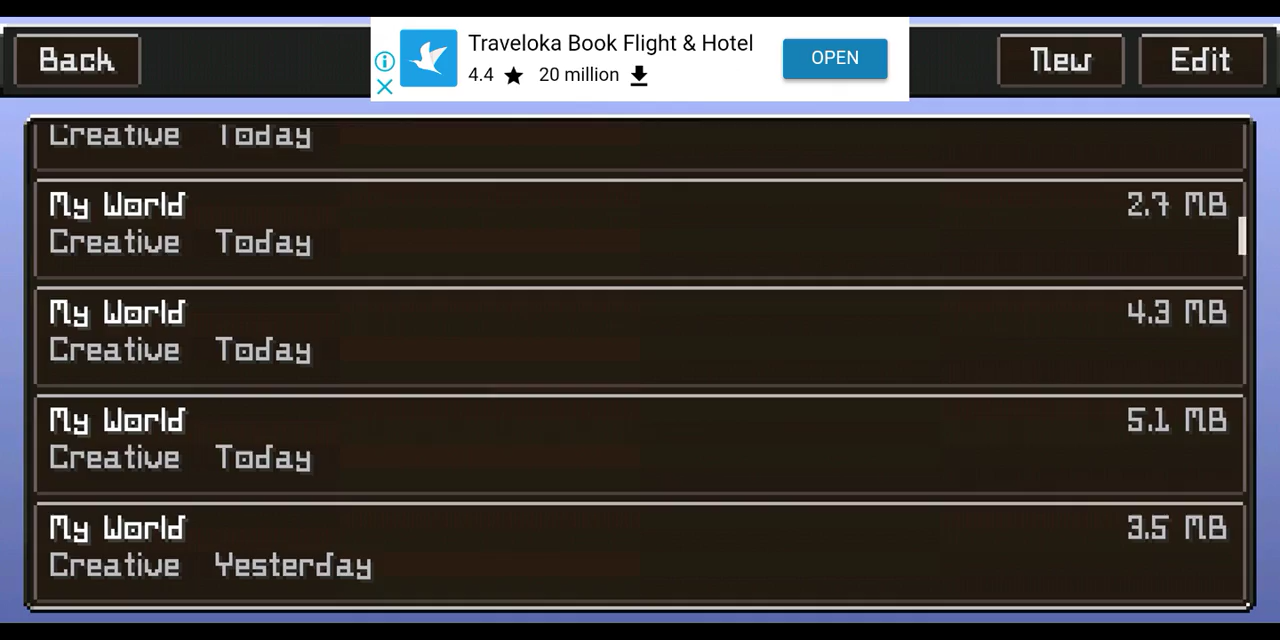 Back
Traveloka Book Flight & Hotel
4.4 20 million
OPEN
New
Edit
Creative Today
My World 2.7 MB
Creative Today
My World 4.3 MB
Creative Today
My World 5.1 MB
Creative Today
My World 3.5 MB
Creative Yesterday